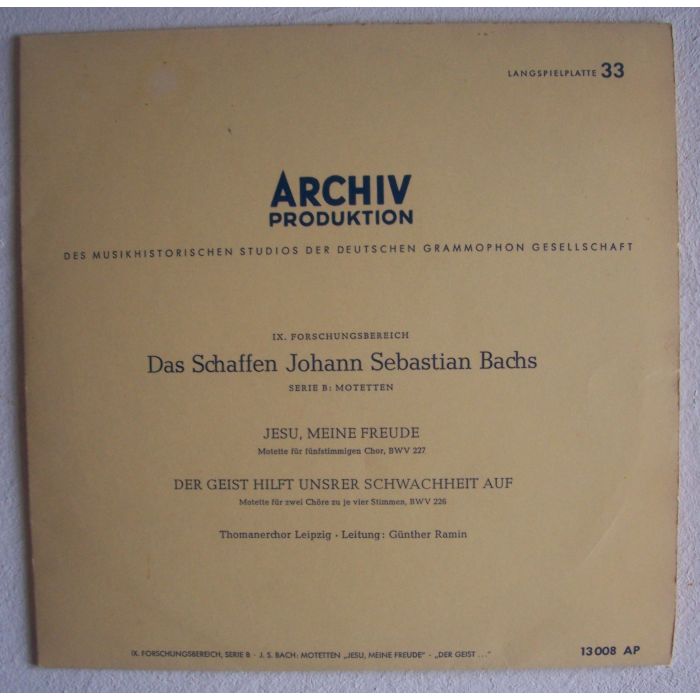 LANGSPIELPLATTE 33
ARCHIV
PRODUKTION
DES MUSIKHISTORISCHEN STUDIOS DER DEUTSCHEN GRAMMOPHON GESELLSCHAFT
IX. FORSCHUNGSBEREICH
Das Schaffen Johann Sebastian Bachs
SERIE B: MOTETTEN
JESU, MEINE FREUDE
Motette für fünfstimmigen Chor, BWV 227
DER GEIST HILFT UNSRER SCHWACHHEIT AUF
Motette für zwei Chöre zu je vier Stimmen, BWV 226
Thomanerchor Leipzig · Leitung: Günther Ramin
IX. FORSCHUNGSBEREICH, SERIE B · J. S. BACH: MOTETTEN „JESU, MEINE FREUDE" · „DER GEIST ..." 13008 AP